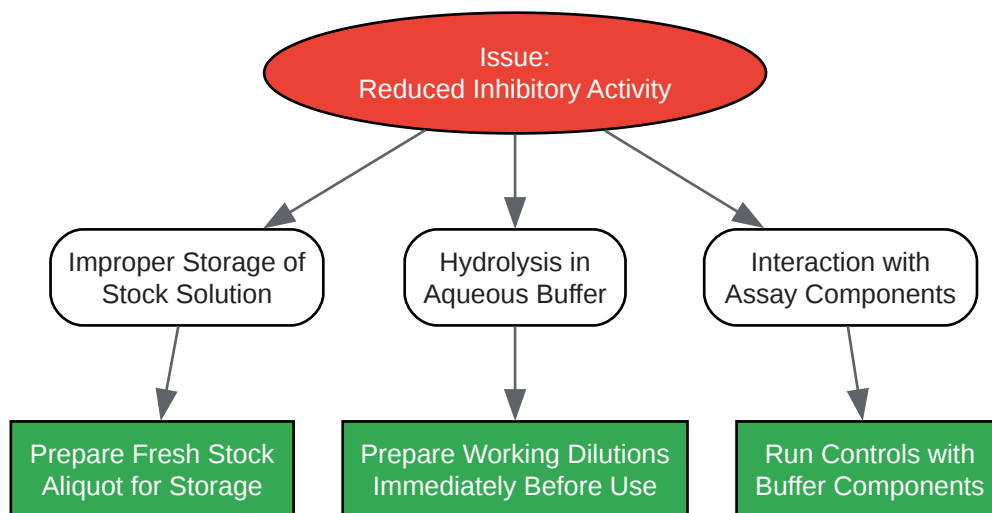 Issue:
Reduced Inhibitory Activity
Improper Storage of
Stock Solution
Hydrolysis in
Aqueous Buffer
Interaction with
Assay Components
Prepare Fresh Stock
Aliquot for Storage
Prepare Working Dilutions
Immediately Before Use
Run Controls with
Buffer Components